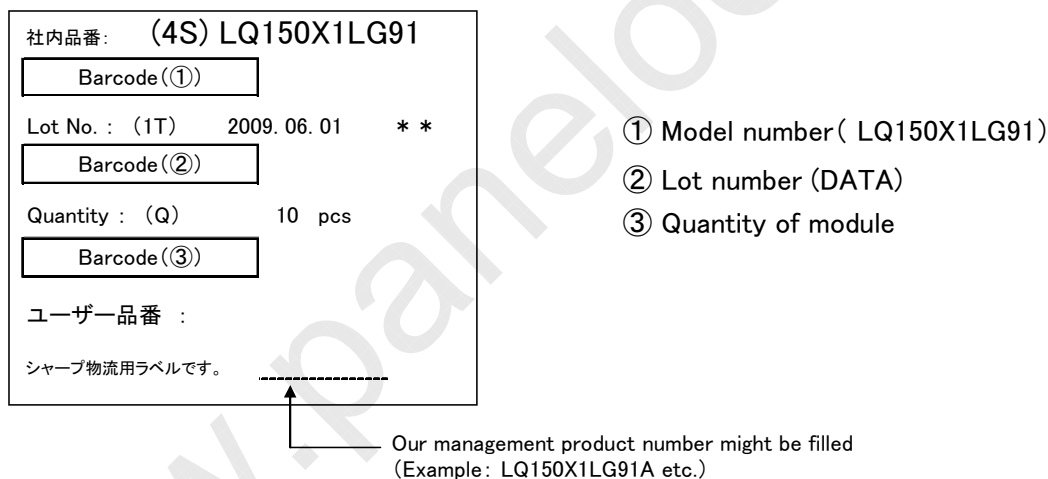 社内品番: (4S) LQ150X1LG91
Barcode(①)
Lot No. : (1T) 2009. 06. 01 * *
Barcode(②)
Quantity : (Q) 10 pcs
Barcode(③)
ユーザー品番 :
シャープ物流用ラベルです。
① Model number( LQ150X1LG91)
② Lot number (DATA)
③ Quantity of module
Our management product number might be filled
(Example: LQ150X1LG91A etc.)